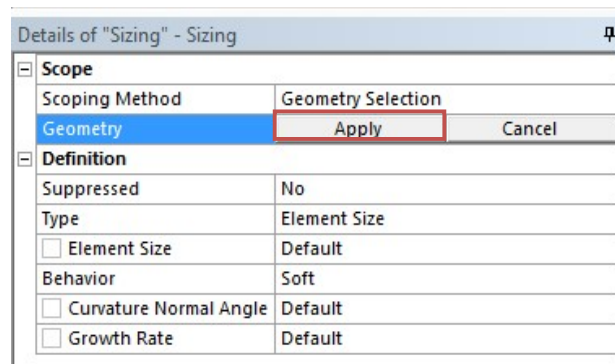 Details of "Sizing" - Sizing
Scope
Scoping Method Geometry Selection
Geometry Apply Cancel
Definition
Suppressed No
Type Element Size
Element Size Default
Behavior Soft
Curvature Normal Angle Default
Growth Rate Default